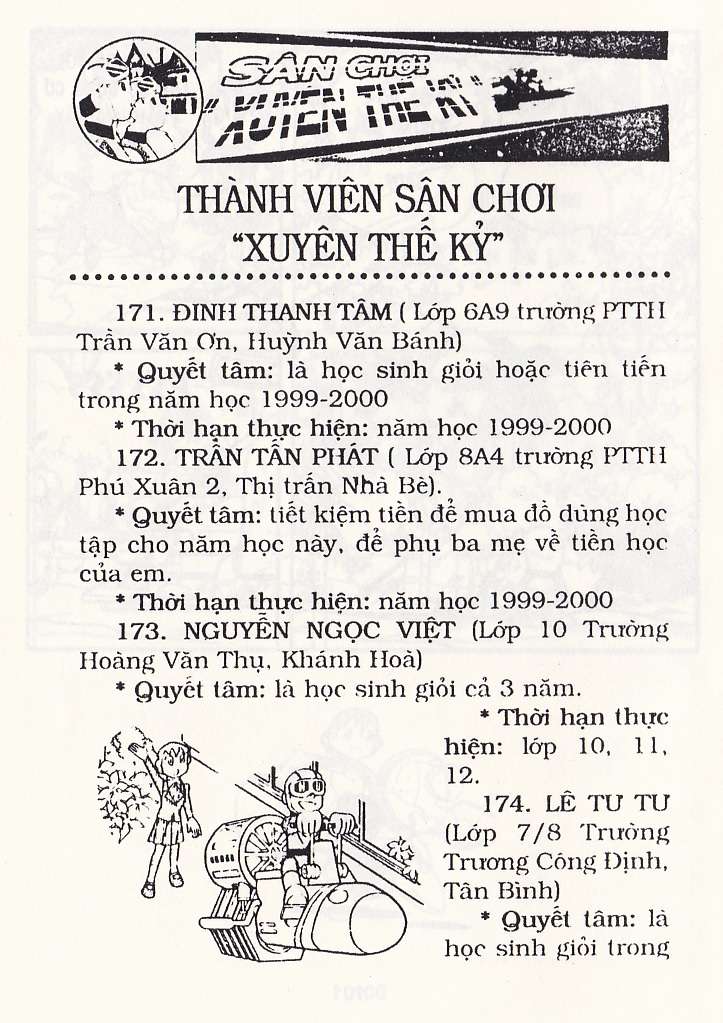 SÂN CHƠI
"XUYÊN THẾ KỶ"
THÀNH VIÊN SÂN CHƠI
“XUYÊN THẾ KỶ”
171. ĐINH THANH TÂM ( Lớp 6A9 trường PTTH
Trần Văn Ơn, Huỳnh Văn Bánh)
* Quyết tâm: là học sinh giỏi hoặc tiên tiến
trong năm học 1999-2000
* Thời hạn thực hiện: năm học 1999-2000
172. TRẦN TẤN PHÁT ( Lớp 8A4 trường PTTH
Phú Xuân 2, Thị trấn Nhà Bè).
* Quyết tâm: tiết kiệm tiền để mua đồ dùng học
tập cho năm học này, để phụ ba mẹ về tiền học
của em.
* Thời hạn thực hiện: năm học 1999-2000
173. NGUYỄN NGỌC VIỆT (Lớp 10 Trường
Hoàng Văn Thụ, Khánh Hoà)
* Quyết tâm: là học sinh giỏi cả 3 năm.
* Thời hạn thực
hiện: lớp 10, 11,
12.
174. LÊ TƯ TƯ
(Lớp 7/8 Trường
Trương Công Định,
Tân Bình)
* Quyết tâm: là
học sinh giỏi trong